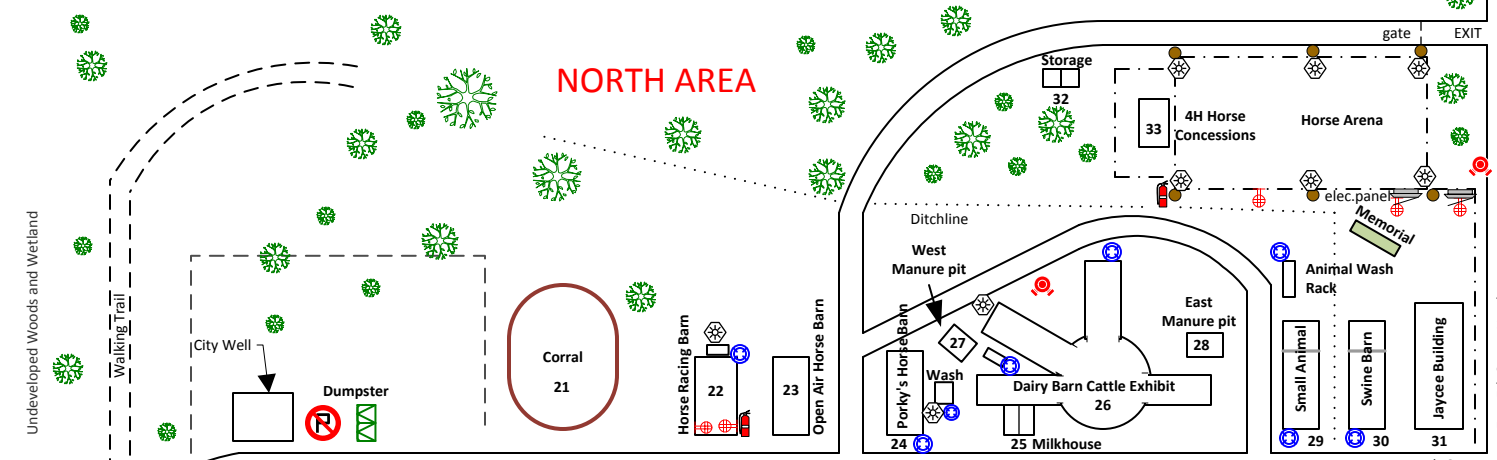 gate
EXIT
NORTH AREA
Storage
32
33
4H Horse
Concessions
Horse Arena
elec.panel
Memorial
Ditchline
West
Manure pit
Animal Wash
Rack
East
Manure pit
28
27
Undeveloped Woods and Wetland
Walking Trail
City Well
Dumpster
P
Corral
21
Horse Racing Barn
22
23
Open Air Horse Barn
Porky's Horse Barn
24
Wash
Dairy Barn Cattle Exhibit
26
25 Milkhouse
Small Animal
29
Swine Barn
30
Jaycee Building
31